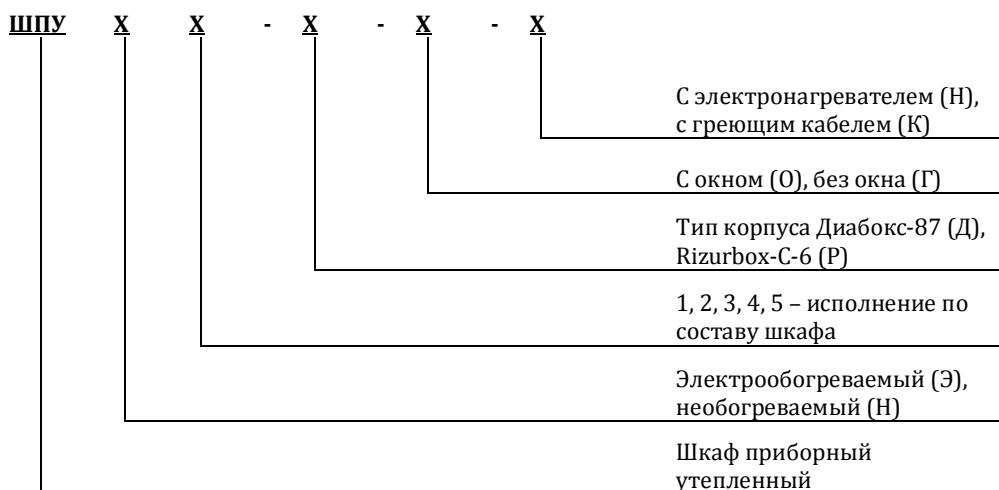 ШПУ Х Х - Х - Х - Х
С электронагревателем (Н),
с греющим кабелем (К)
С окном (О), без окна (Г)
Тип корпуса Диабокс-87 (Д),
Rizurbox-C-6 (Р)
1, 2, 3, 4, 5 – исполнение по
составу шкафа
Электрообогреваемый (Э),
необогреваемый (Н)
Шкаф приборный
утепленный